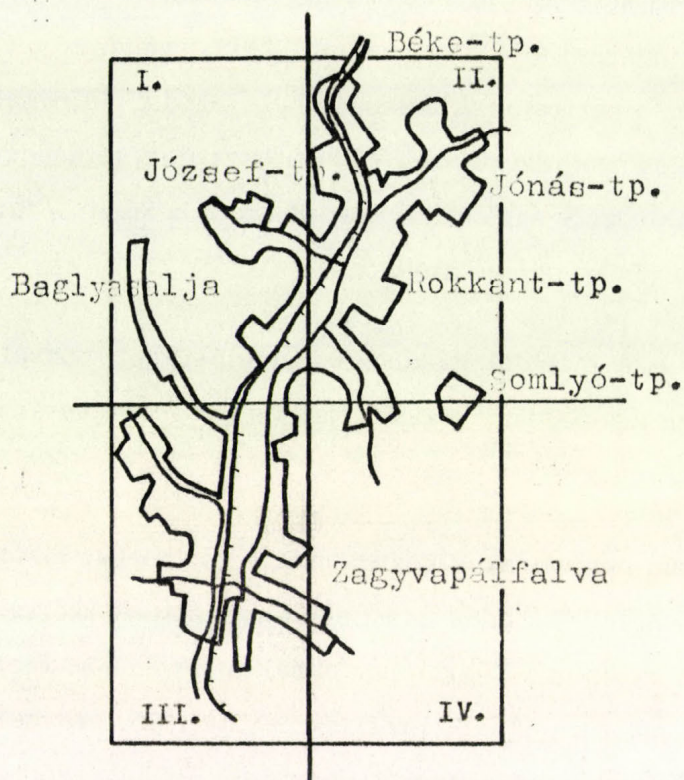 Béke-tp.
I.
II.
József-tp.
Jónás-tp.
Baglyasalja
Rokkant-tp.
Somlyó-tp.
Zagyvapálfalva
III.
IV.